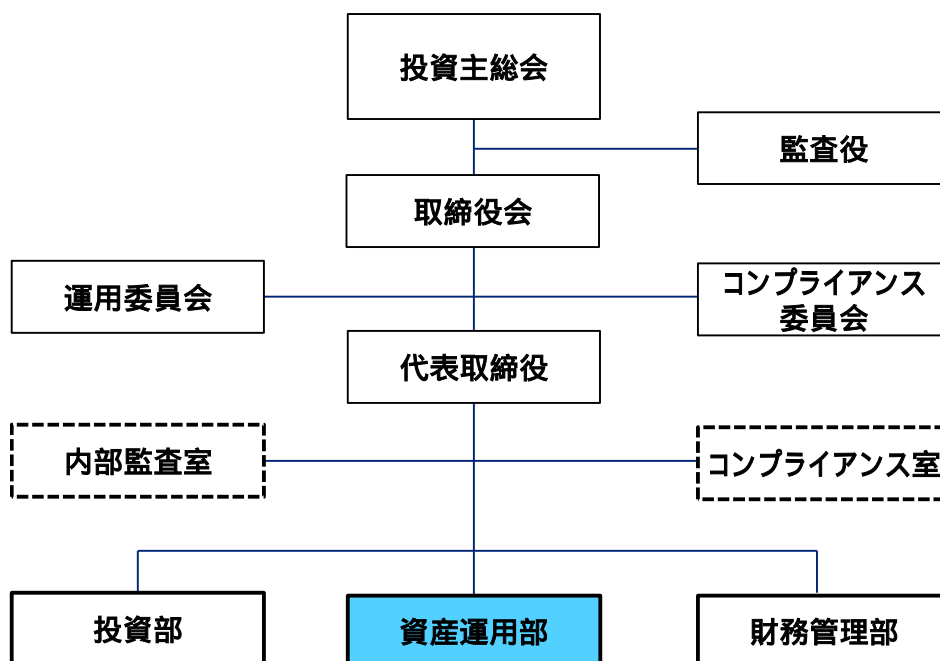 投資主総会
監査役
取締役会
運用委員会
コンプライアンス
委員会
代表取締役
内部監査室
コンプライアンス室
投資部
資産運用部
財務管理部